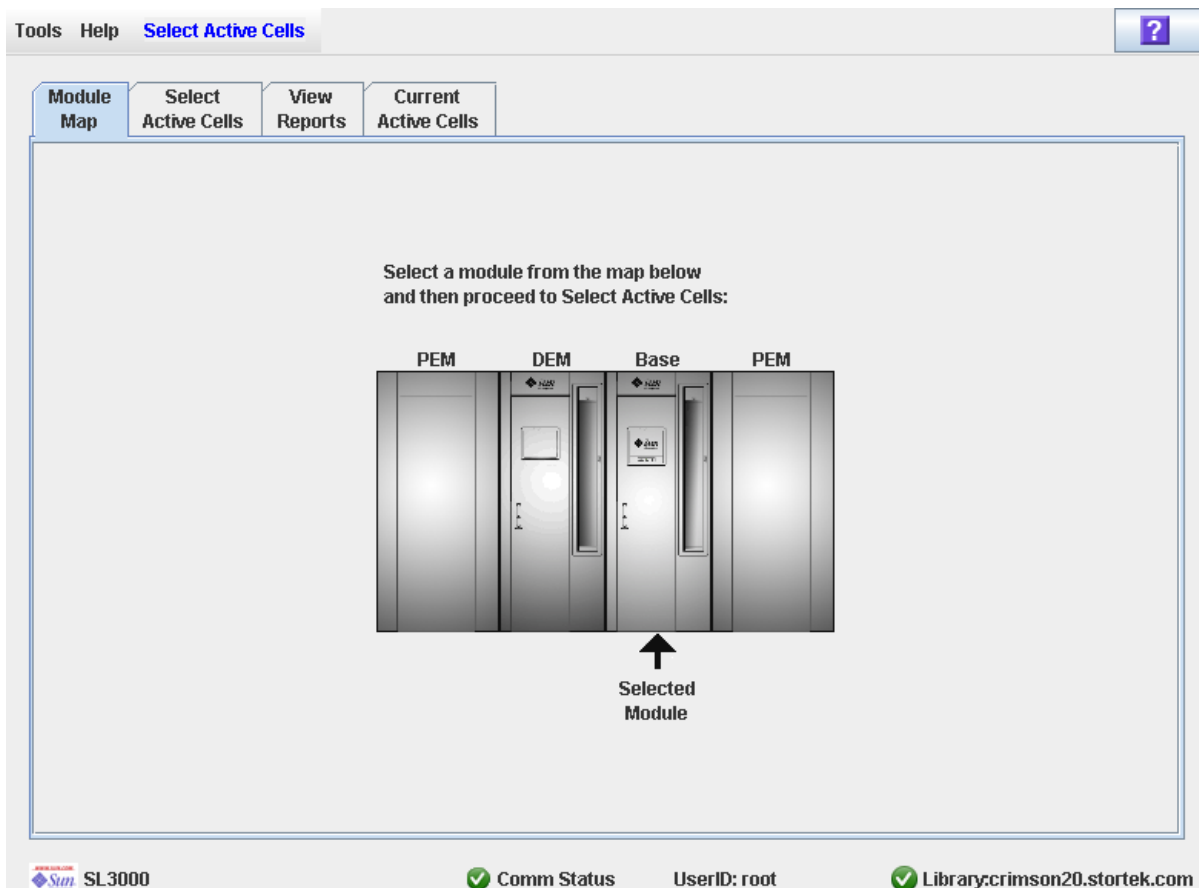 Tools Help Select Active Cells
?
Module Map
Select Active Cells
View Reports
Current Active Cells
Select a module from the map below
and then proceed to Select Active Cells:
PEM DEM Base PEM
Sun
Selected
Module
Sun SL3000
Comm Status
UserID: root
Library:crimson20.stortek.com